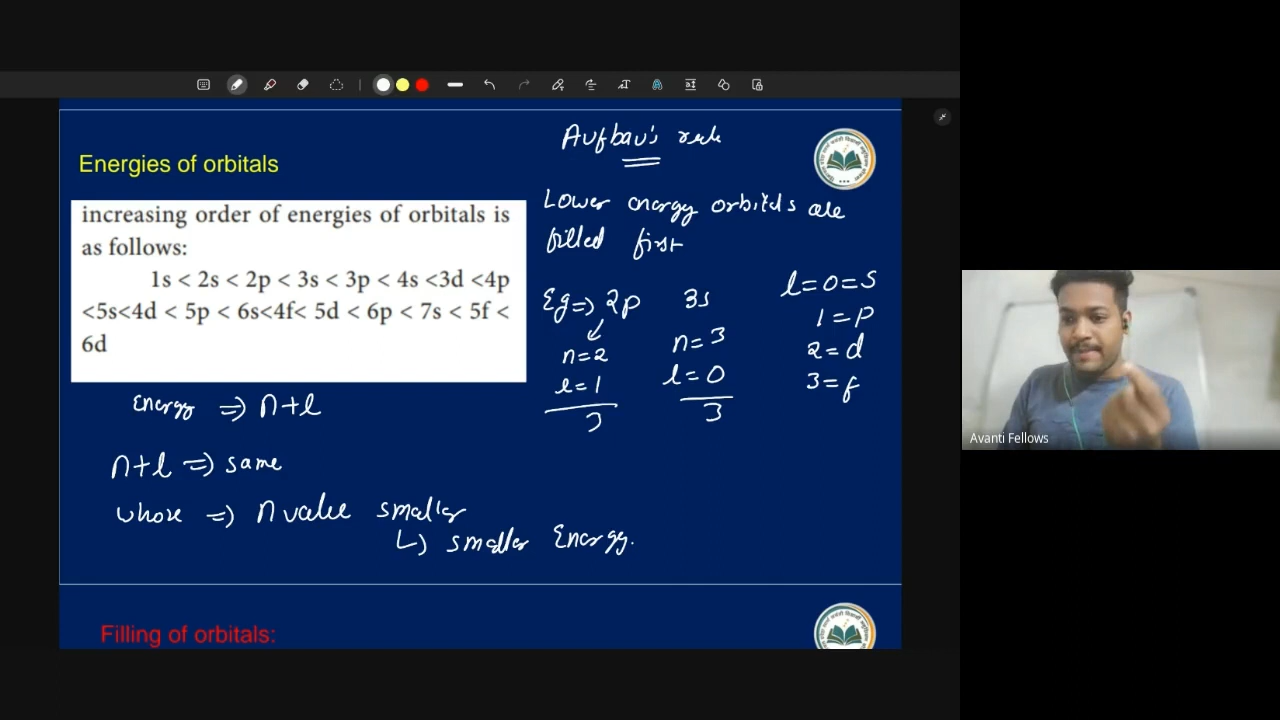 Aufbau's rule
Energies of orbitals
Lower energy orbitals are
filled first
increasing order of energies of orbitals is
as follows:
1s < 2s < 2p < 3s < 3p < 4s <3d <4p
<5s<4d < 5p < 6s<4f< 5d < 6p < 7s < 5f <
6d
Eg => 2p 3s
n=2 n=3
l=1 l=0
3 3
l=0=s
1=p
2=d
3=f
Energy => n+l
n+l => same
whose => n value smaller
smaller Energy.
Filling of orbitals:
Avanti Fellows